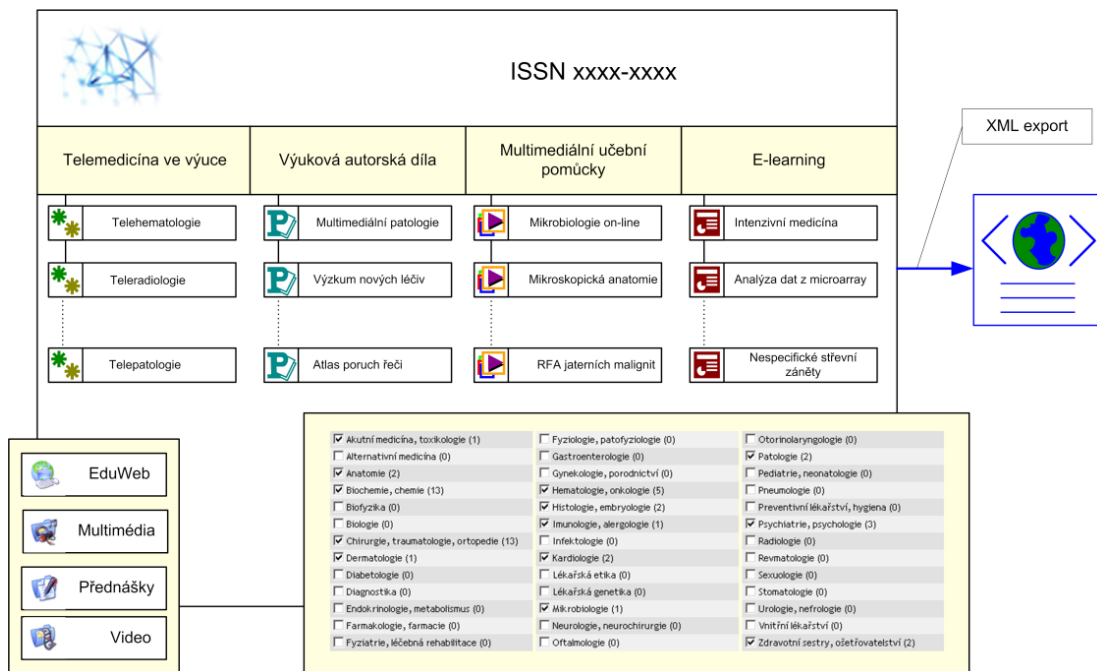 ISSN xxxx-xxxx
XML export
Telemedicína ve výuce
Výuková autorská díla
Multimediální učební
pomůcky
E-learning
Telehematologie
Multimediální patologie
Mikrobiologie on-line
Intenzivní medicína
Teleradiologie
Výzkum nových léčiv
Mikroskopická anatomie
Analýza dat z microarray
Telepatologie
Atlas poruch řeči
RFA jaterních malignit
Nespecifické střevní
záněty
EduWeb
Multimédia
Přednášky
Video
Akutní medicína, toxikologie (1)
Alternativní medicína (0)
Anatomie (2)
Biochemie, chemie (13)
Biofyzika (0)
Biologie (0)
Chirurgie, traumatologie, ortopedie (13)
Dermatologie (1)
Diabetologie (0)
Diagnostika (0)
Endokrinologie, metabolismus (0)
Farmakologie, farmacie (0)
Fyziatrie, léčebná rehabilitace (0)
Fyziologie, patofyziologie (0)
Gastroenterologie (0)
Gynekologie, porodnictví (0)
Hematologie, onkologie (5)
Histologie, embryologie (2)
Imunologie, alergologie (1)
Infektologie (0)
Kardiologie (2)
Lékařská etika (0)
Lékařská genetika (0)
Mikrobiologie (1)
Neurologie, neurochirurgie (0)
Oftalmologie (0)
Otorinolaryngologie (0)
Patologie (2)
Pediatrie, neonatologie (0)
Pneumologie (0)
Preventivní lékařství, hygiena (0)
Psychiatrie, psychologie (3)
Radiologie (0)
Revmatologie (0)
Sexuologie (0)
Stomatologie (0)
Urologie, nefrologie (0)
Vnitřní lékařství (0)
Zdravotní sestry, ošetřovatelství (2)